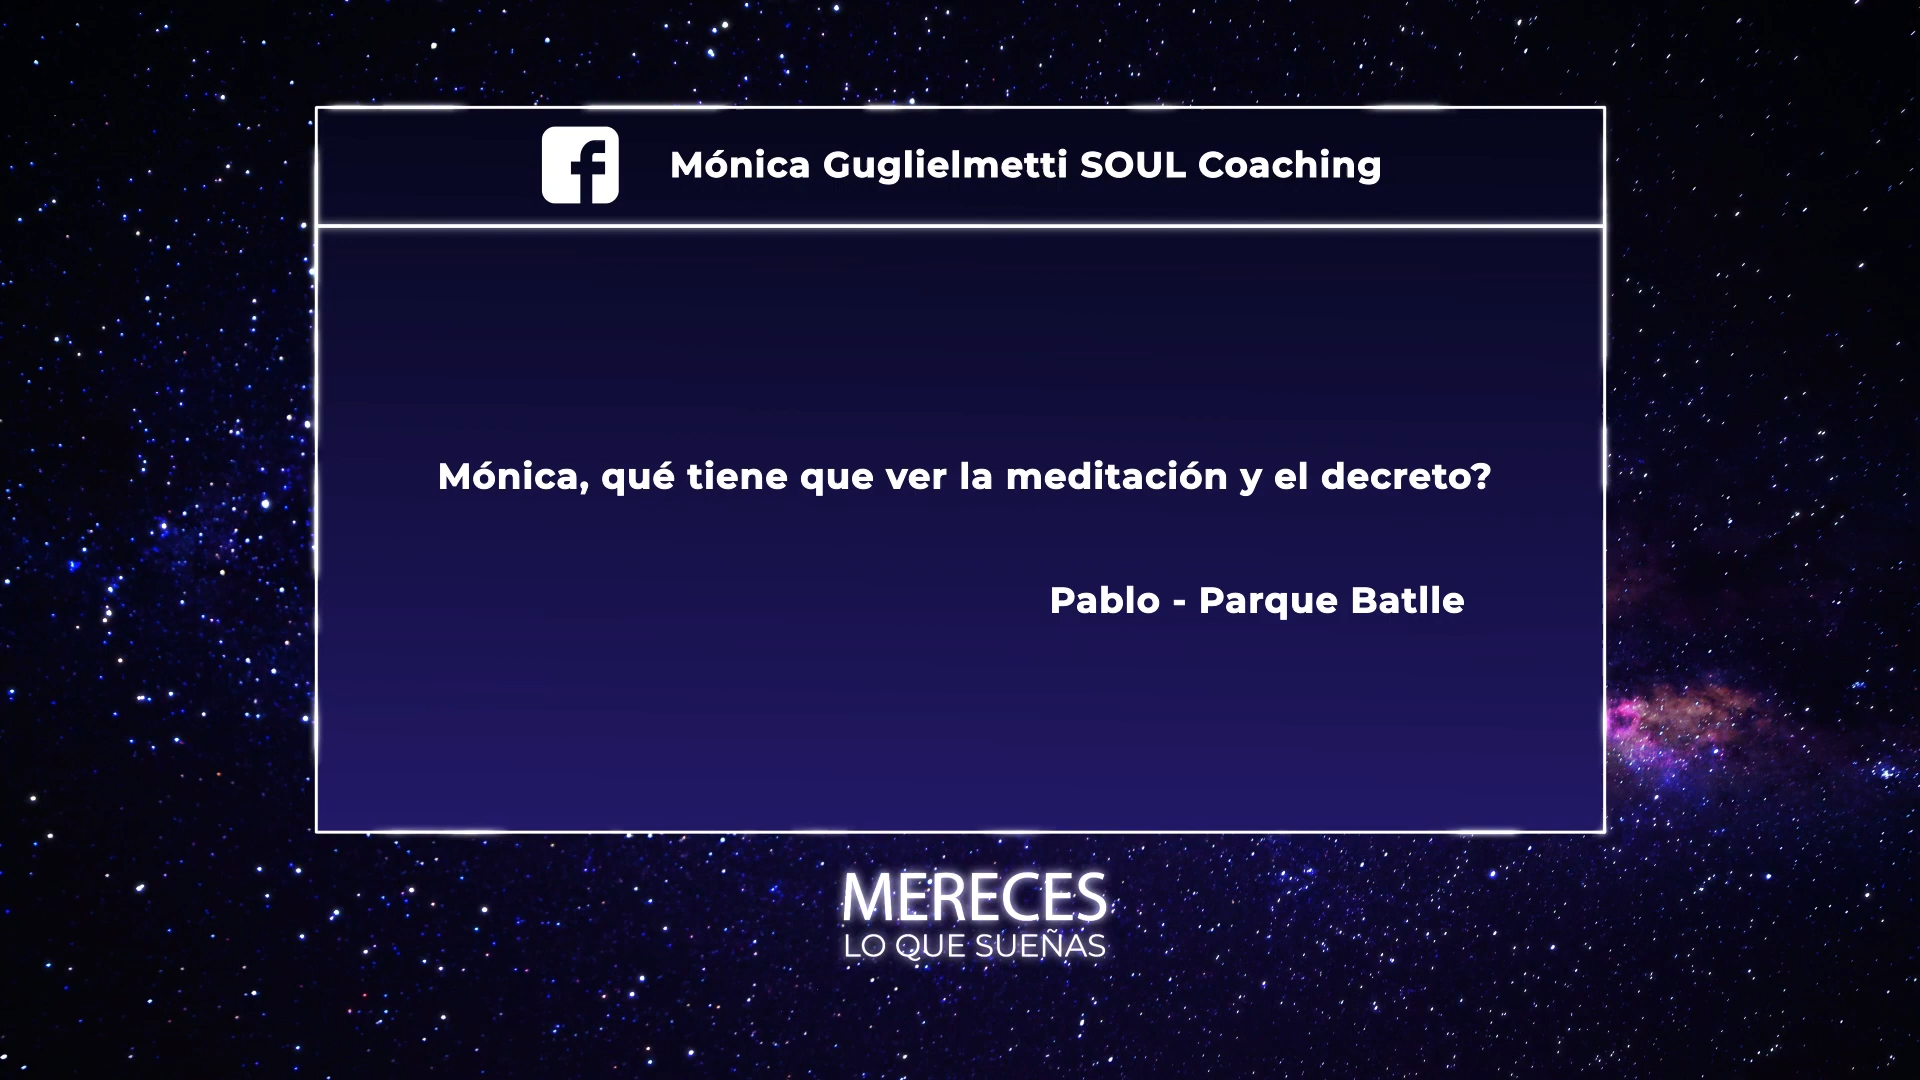 Mónica Guglielmetti SOUL Coaching
Mónica, qué tiene que ver la meditación y el decreto?
Pablo - Parque Batlle
MERECES
LO QUE SUEÑAS